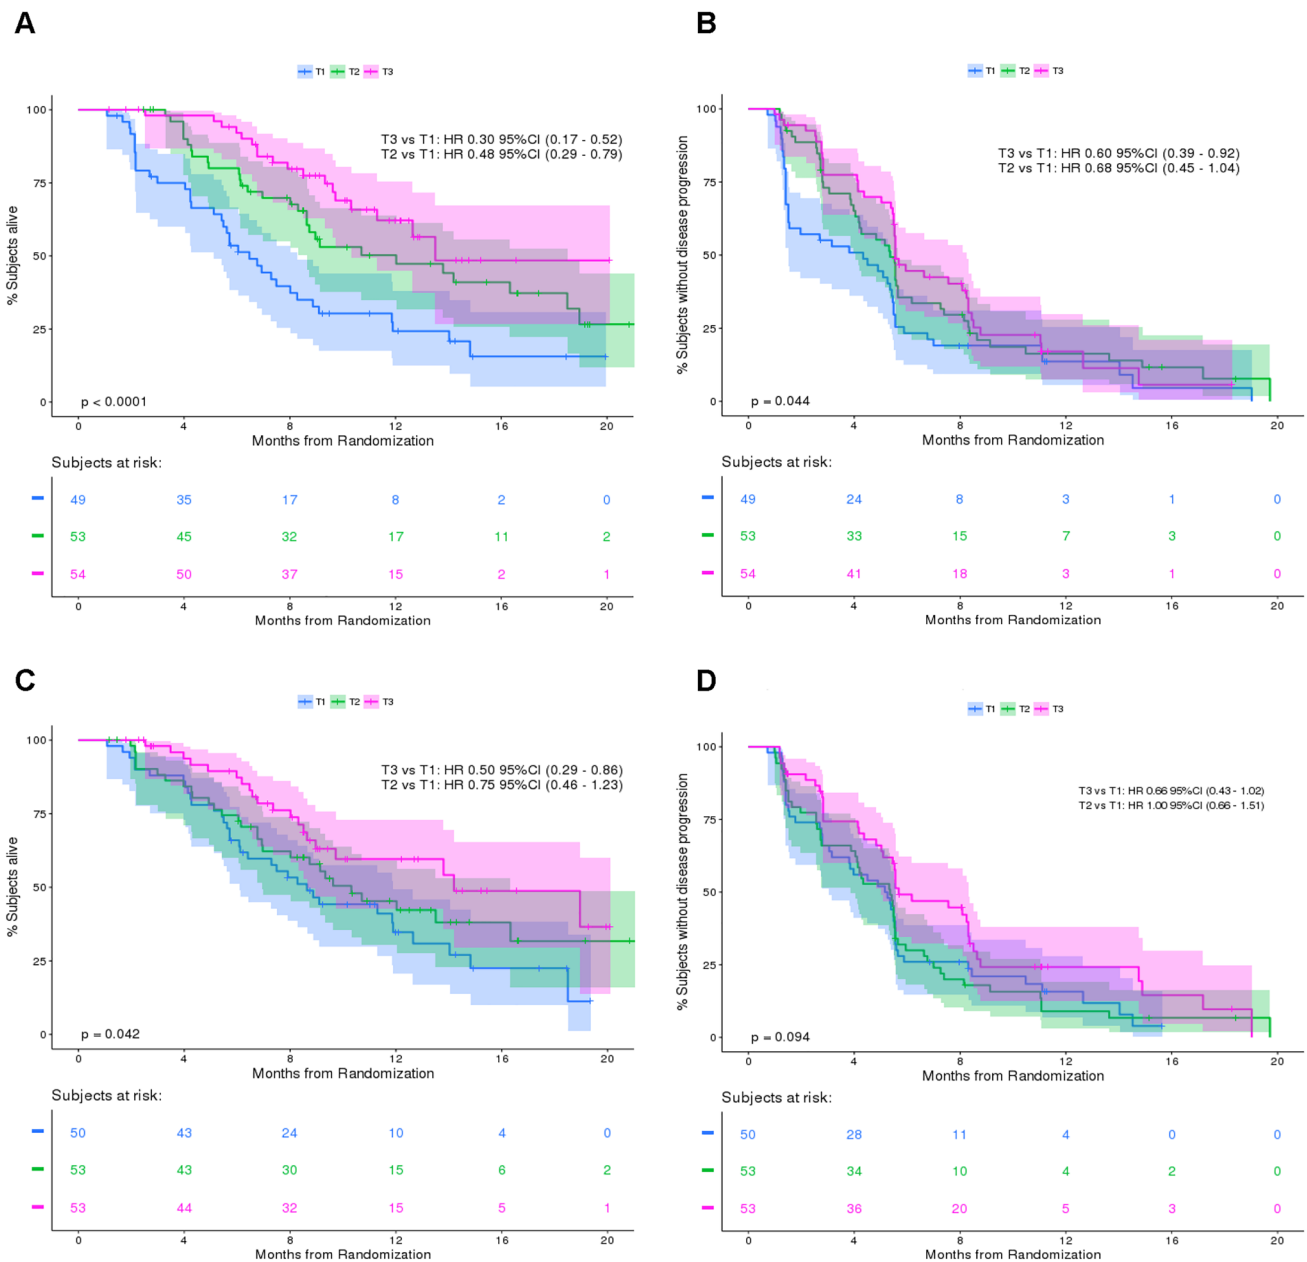 A
T1 T2 T3
% Subjects alive
100
75
50
25
0
T3 vs T1: HR 0.30 95%CI (0.17 - 0.52)
T2 vs T1: HR 0.48 95%CI (0.29 - 0.79)
p < 0.0001
0 4 8 12 16 20
Months from Randomization
Subjects at risk:
49 35 17 8 2 0
53 45 32 17 11 2
54 50 37 15 2 1
0 4 8 12 16 20
Months from Randomization
B
T1 T2 T3
% Subjects without disease progression
100
75
50
25
0
T3 vs T1: HR 0.60 95%CI (0.39 - 0.92)
T2 vs T1: HR 0.68 95%CI (0.45 - 1.04)
p = 0.044
0 4 8 12 16 20
Months from Randomization
Subjects at risk:
49 24 8 3 1 0
53 33 15 7 3 0
54 41 18 3 1 0
0 4 8 12 16 20
Months from Randomization
C
T1 T2 T3
% Subjects alive
100
75
50
25
0
T3 vs T1: HR 0.50 95%CI (0.29 - 0.86)
T2 vs T1: HR 0.75 95%CI (0.46 - 1.23)
p = 0.042
0 4 8 12 16 20
Months from Randomization
Subjects at risk:
50 43 24 10 4 0
53 43 30 15 6 2
53 44 32 15 5 1
0 4 8 12 16 20
Months from Randomization
D
T1 T2 T3
% Subjects without disease progression
100
75
50
25
0
T3 vs T1: HR 0.66 95%CI (0.43 - 1.02)
T2 vs T1: HR 1.00 95%CI (0.66 - 1.51)
p = 0.094
0 4 8 12 16 20
Months from Randomization
Subjects at risk:
50 28 11 4 0 0
53 34 10 4 2 0
53 36 20 5 3 0
0 4 8 12 16 20
Months from Randomization